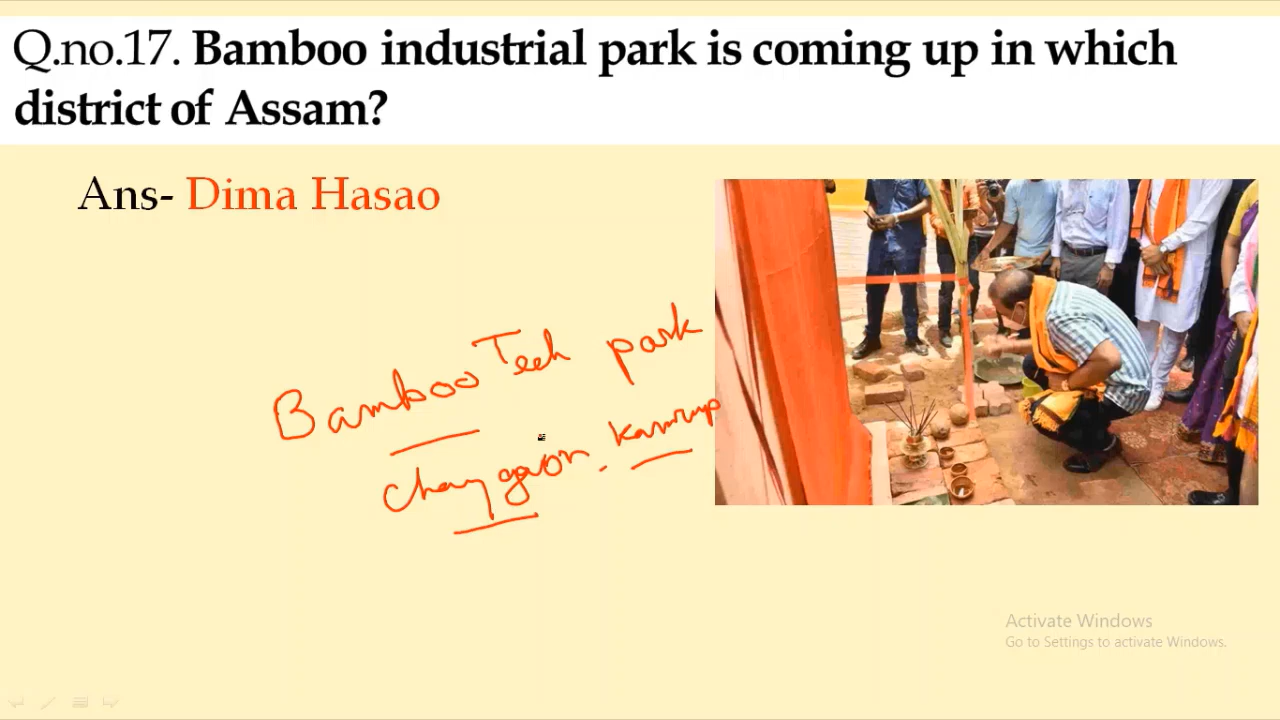 Q.no.17. Bamboo industrial park is coming up in which
district of Assam?
Ans- Dima Hasao
Bamboo Tech park
Chaygaon - Kamrup
Activate Windows
Go to Settings to activate Windows.